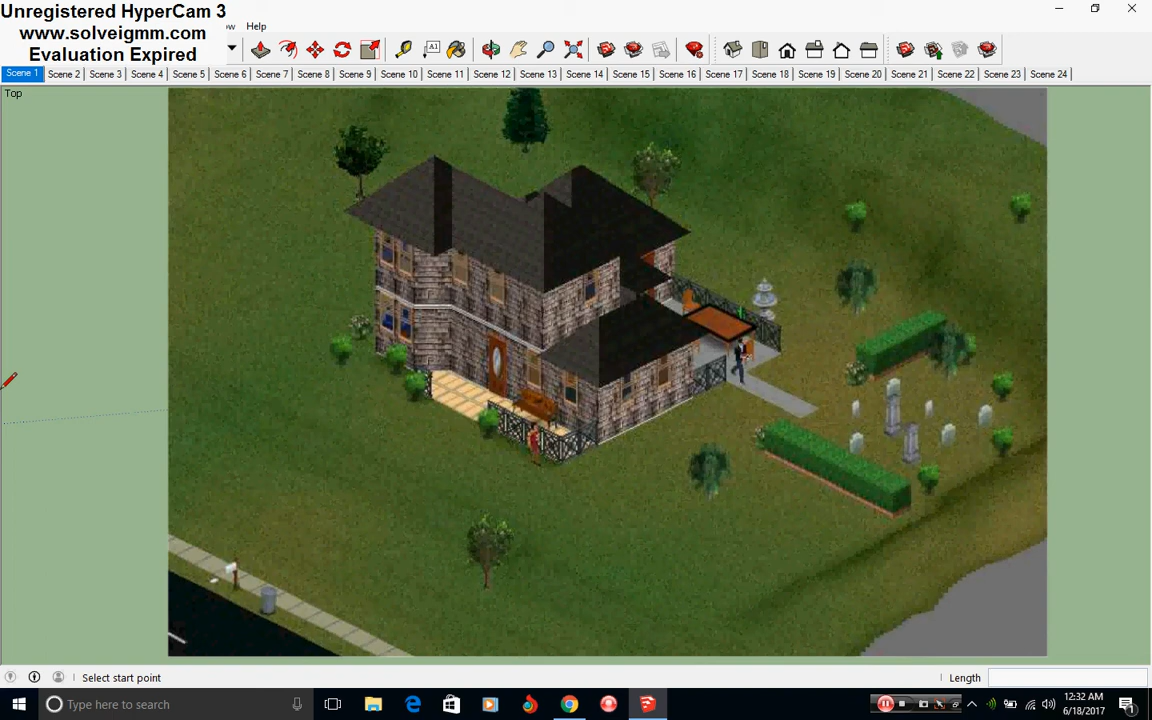 Unregistered HyperCam 3
www.solveigmm.com
Evaluation Expired
ow Help
Scene 1 Scene 2 Scene 3 Scene 4 Scene 5 Scene 6 Scene 7 Scene 8 Scene 9 Scene 10 Scene 11 Scene 12 Scene 13 Scene 14 Scene 15 Scene 16 Scene 17 Scene 18 Scene 19 Scene 20 Scene 21 Scene 22 Scene 23 Scene 24
Top
Select start point Length
Type here to search
12:32 AM
6/18/2017